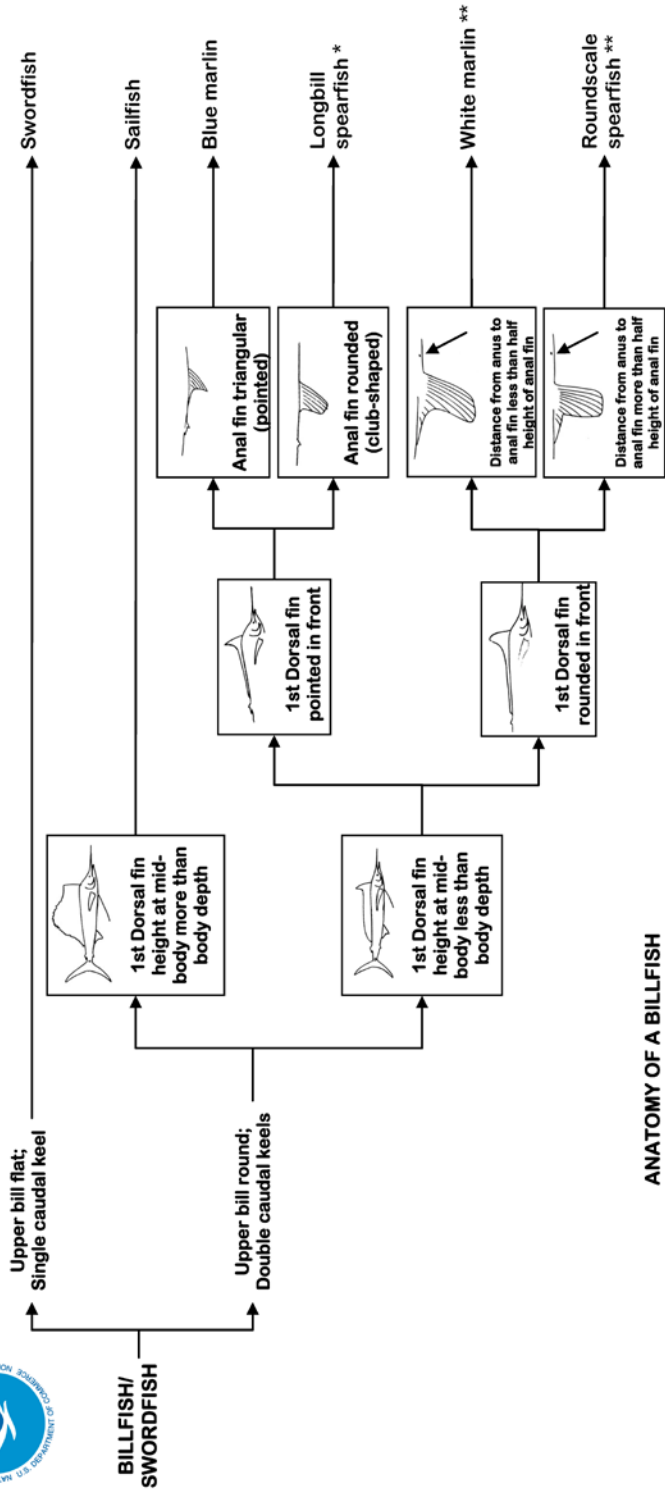 U.S. DEPARTMENT OF COMMERCE
BILLFISH/
SWORDFISH
Upper bill flat;
Single caudal keel
Swordfish
Upper bill round;
Double caudal keels
1st Dorsal fin
height at mid-
body more than
body depth
Sailfish
1st Dorsal fin
height at mid-
body less than
body depth
1st Dorsal fin
pointed in front
Anal fin triangular
(pointed)
Blue marlin
Anal fin rounded
(club-shaped)
Longbill
spearfish *
1st Dorsal fin
rounded in front
Distance from anus to
anal fin less than half
height of anal fin
White marlin **
Distance from anus to
anal fin more than half
height of anal fin
Roundscale
spearfish **
ANATOMY OF A BILLFISH